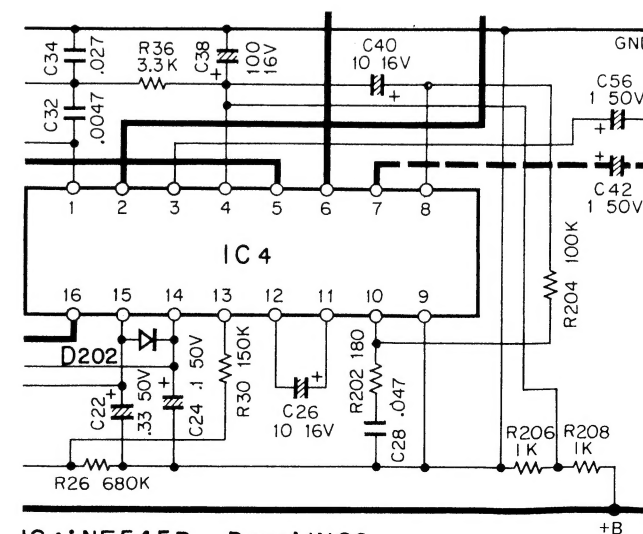 GN
C34
.027
R36
3.3K
C38
100
16V
+
C40
10 16V
+
C56
1 50V
+
C32
.0047
+
C42
1 50V
1 2 3 4 5 6 7 8
IC4
16 15 14 13 12 11 10 9
D202
C22
+
.33 50V
C24
+
.1 50V
R30 150K
+
C26
10 16V
R202 180
C28 .047
R204 100K
R206
1K
R208
1K
R26 680K
+B